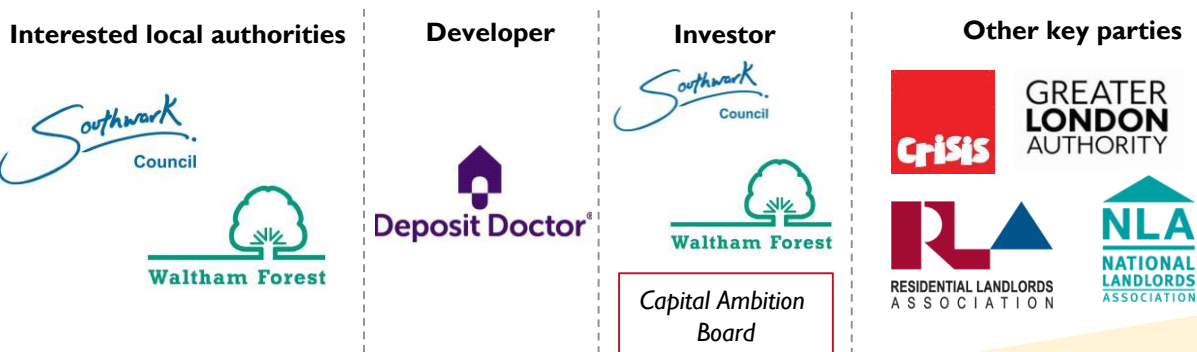 Interested local authorities
Southwark
Council
Waltham Forest
Developer
Deposit Doctor®
Investor
Southwark
Council
Waltham Forest
Capital Ambition
Board
Other key parties
CRiSiS
GREATER
LONDON
AUTHORITY
RLA
RESIDENTIAL LANDLORDS
ASSOCIATION
NLA
NATIONAL
LANDLORDS
ASSOCIATION